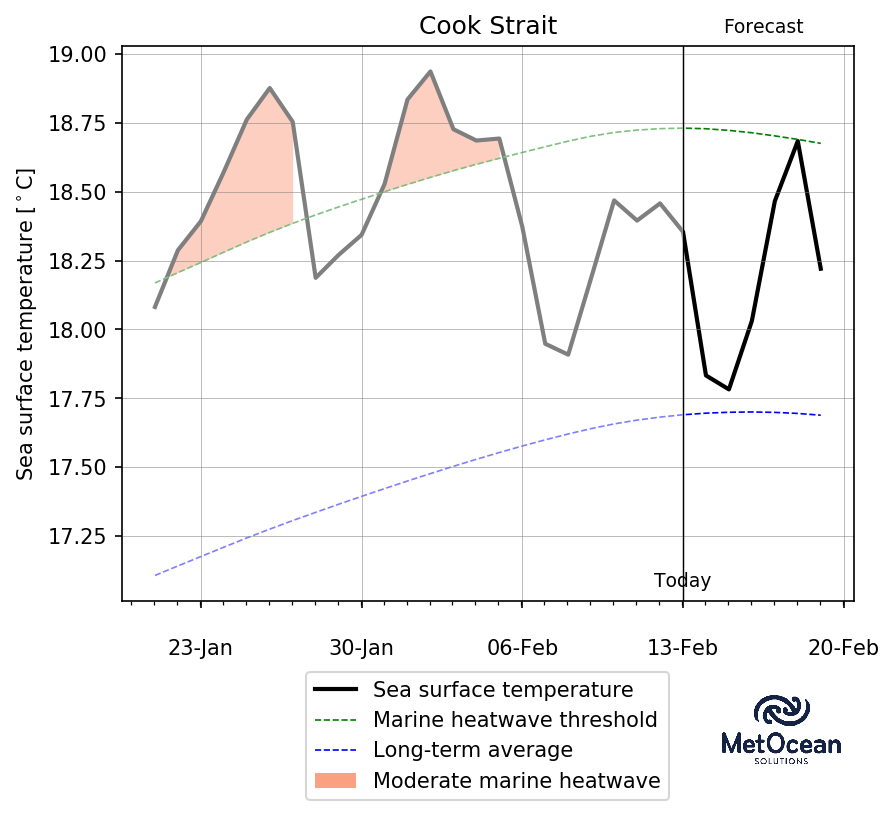 Cook Strait
Forecast
Sea surface temperature [°C]
19.00
18.75
18.50
18.25
18.00
17.75
17.50
17.25
Today
23-Jan 30-Jan 06-Feb 13-Feb 20-Feb
Sea surface temperature
Marine heatwave threshold
Long-term average
Moderate marine heatwave
MetOcean
SOLUTIONS